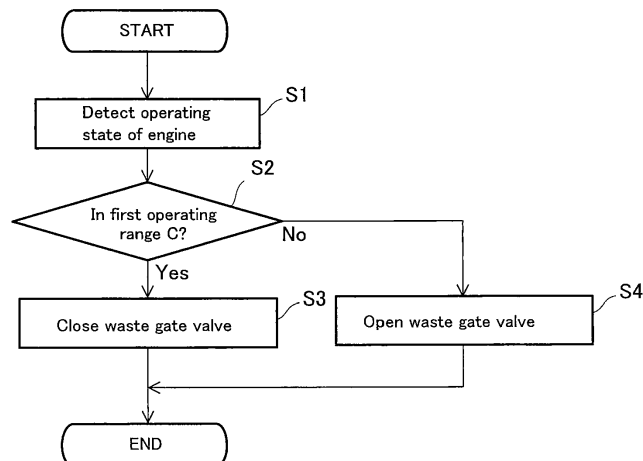 START
S1
Detect operating
state of engine
S2
In first operating
range C?
No
Yes
S3
Close waste gate valve
S4
Open waste gate valve
END